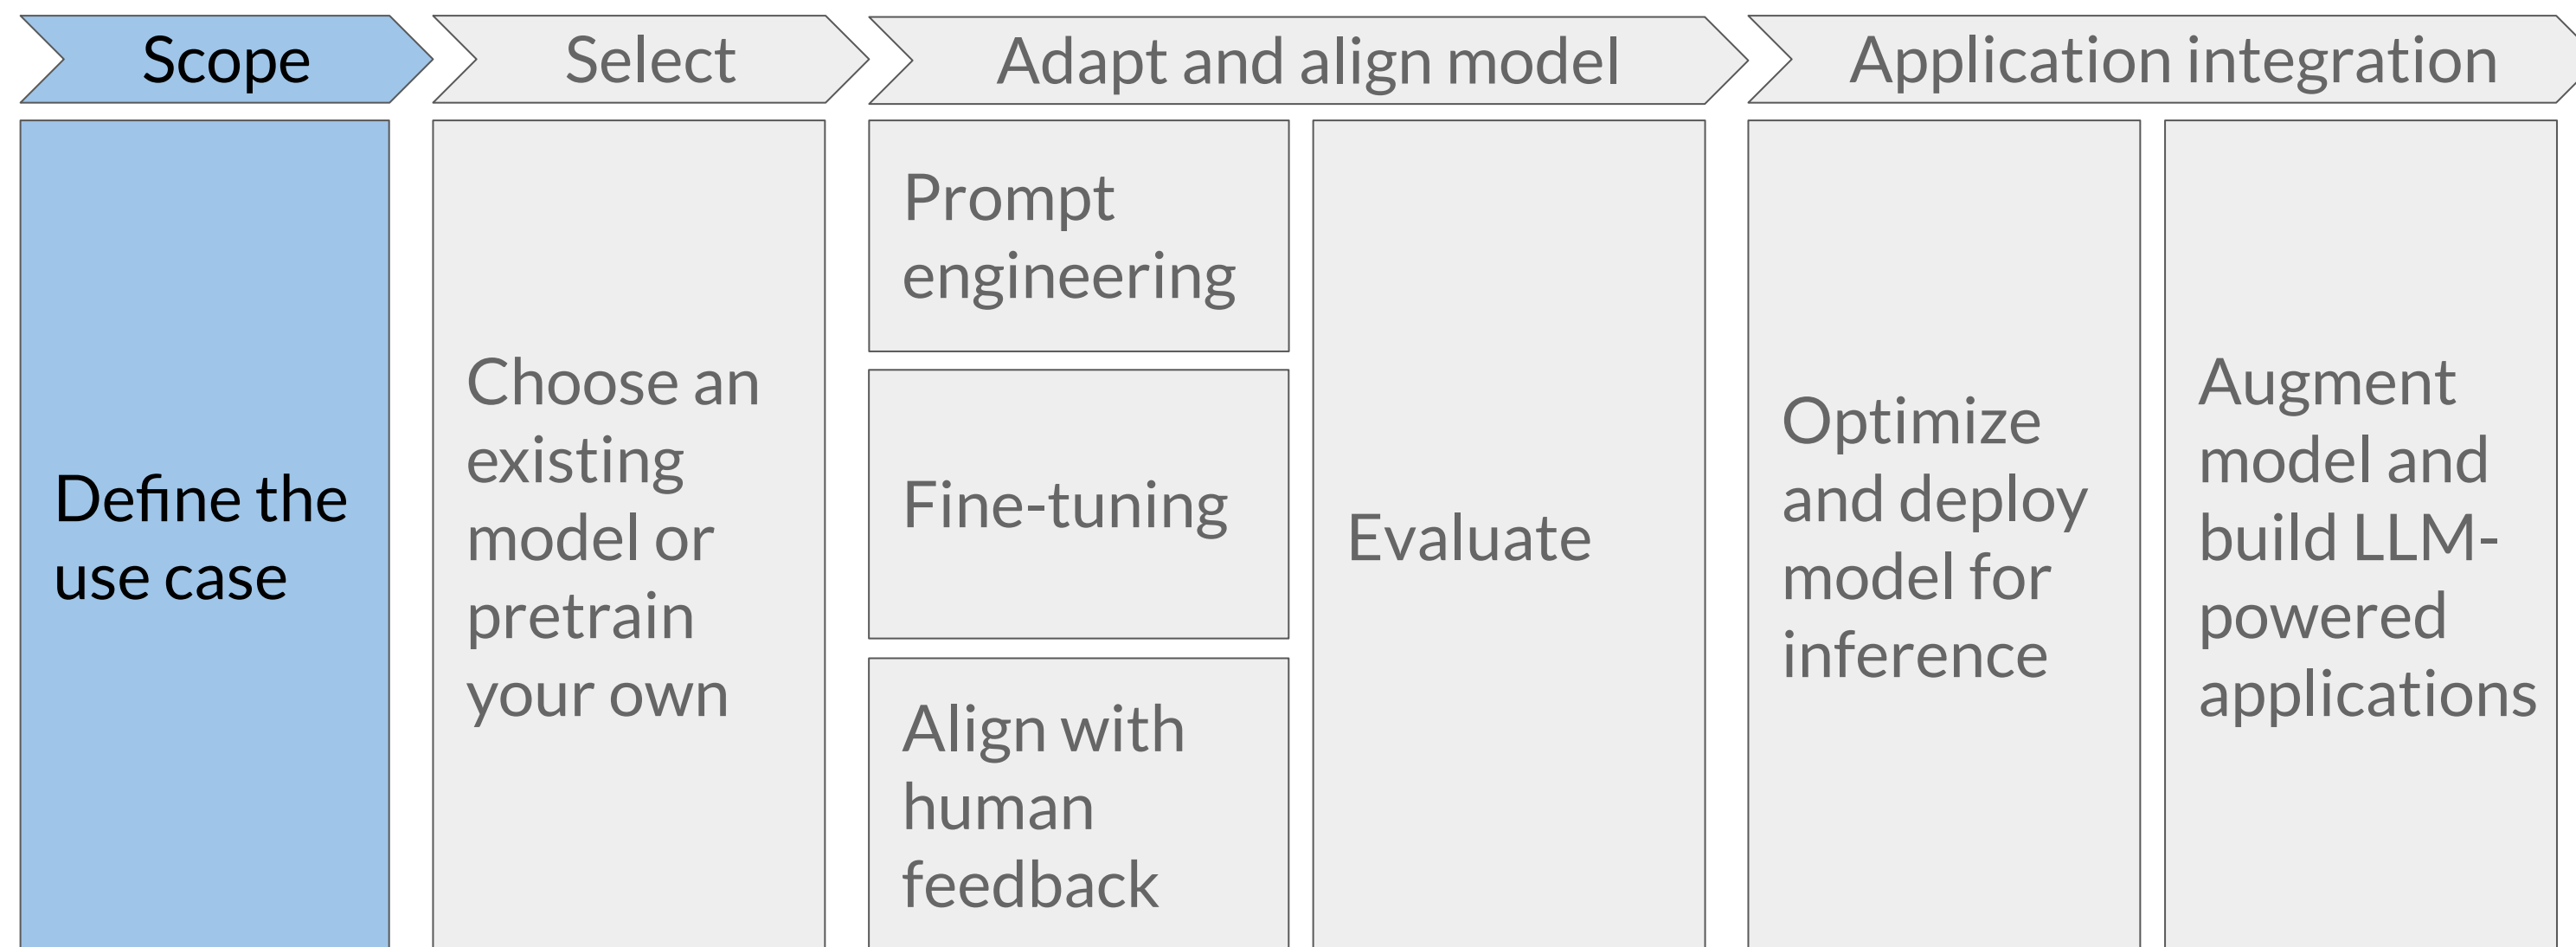 Scope
Select
Adapt and align model
Application integration
Define the
use case
Choose an
existing
model or
pretrain
your own
Prompt
engineering
Fine-tuning
Align with
human
feedback
Evaluate
Optimize
and deploy
model for
inference
Augment
model and
build LLM-
powered
applications